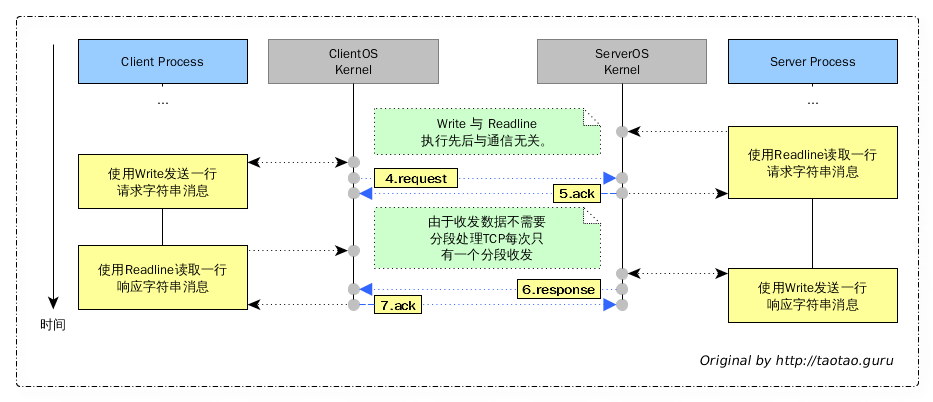 Client Process
ClientOS
Kernel
ServerOS
Kernel
Server Process
...
...
Write 与 Readline
执行先后与通信无关。
使用Write发送一行
请求字符串消息
使用Readline读取一行
请求字符串消息
4.request
5.ack
由于收发数据不需要
分段处理TCP每次只
有一个分段收发
使用Readline读取一行
响应字符串消息
6.response
使用Write发送一行
响应字符串消息
7.ack
时间
Original by http://taotao.guru